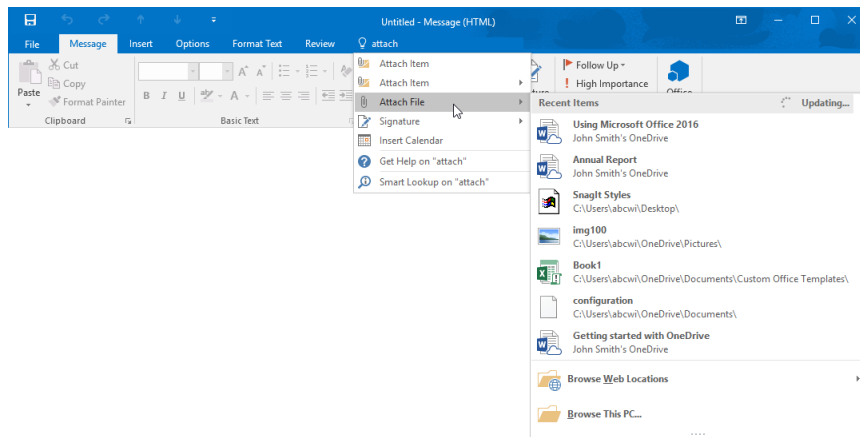 Untitled - Message (HTML)
File Message Insert Options Format Text Review attach
Cut
Copy
Format Painter
Paste
Clipboard
B I U aby A
Basic Text
Attach Item
Attach Item
Attach File
Signature
Insert Calendar
Get Help on "attach"
Smart Lookup on "attach"
Follow Up
High Importance
Recent Items Updating...
Using Microsoft Office 2016
John Smith's OneDrive
Annual Report
John Smith's OneDrive
SnagIt Styles
C:\Users\abcwi\Desktop\
img100
C:\Users\abcwi\OneDrive\Pictures\
Book1
C:\Users\abcwi\OneDrive\Documents\Custom Office Templates\
configuration
C:\Users\abcwi\OneDrive\Documents\
Getting started with OneDrive
John Smith's OneDrive
Browse Web Locations
Browse This PC...